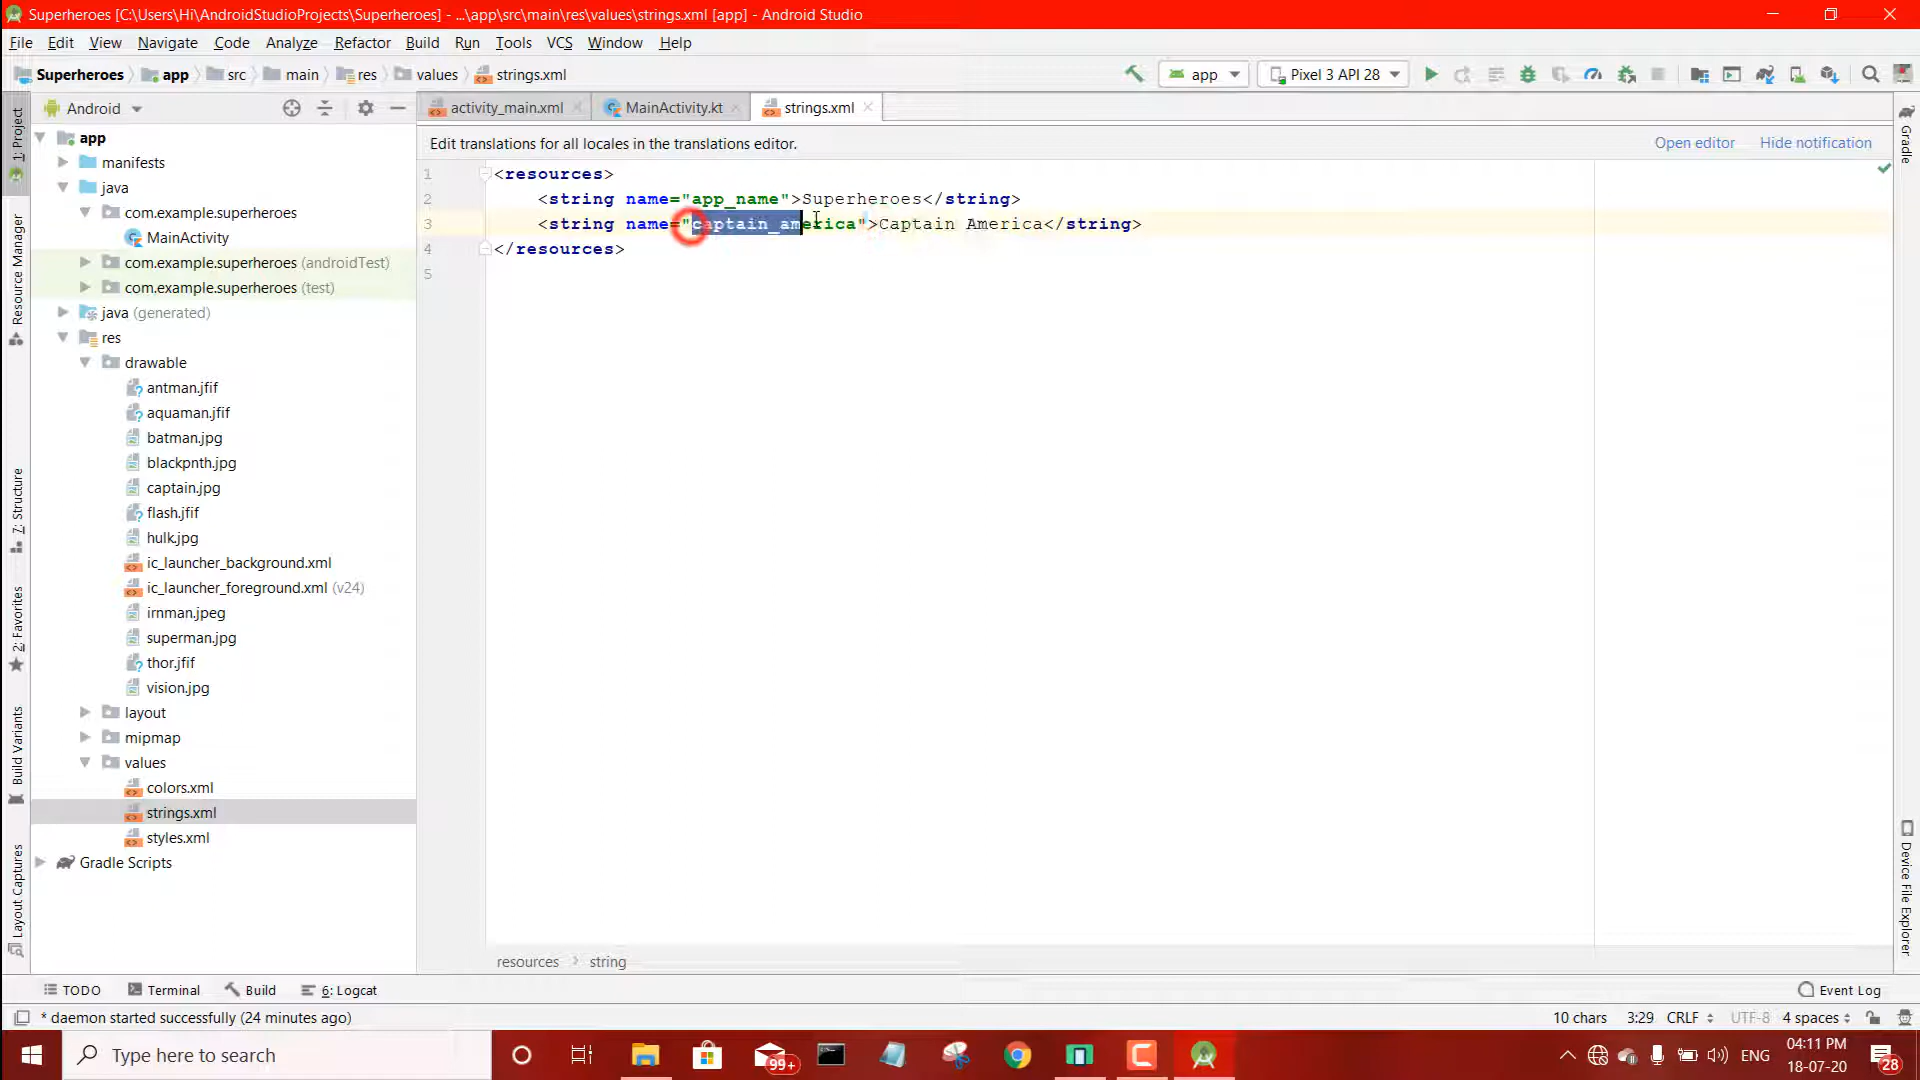 Superheroes [C:\Users\Hi\AndroidStudioProjects\Superheroes] - ...\app\src\main\res\values\strings.xml [app] - Android Studio
File Edit View Navigate Code Analyze Refactor Build Run Tools VCS Window Help
Superheroes app src main res values strings.xml app Pixel 3 API 28
Android activity_main.xml MainActivity.kt strings.xml
Edit translations for all locales in the translations editor. Open editor Hide notification
1 <resources>
2 <string name="app_name">Superheroes</string>
3 <string name="captain_america">Captain America</string>
4 </resources>
5
app
manifests
java
com.example.superheroes
MainActivity
com.example.superheroes (androidTest)
com.example.superheroes (test)
java (generated)
res
drawable
antman.jfif
aquaman.jfif
batman.jpg
blackpnth.jpg
captain.jpg
flash.jfif
hulk.jpg
ic_launcher_background.xml
ic_launcher_foreground.xml (v24)
irnman.jpeg
superman.jpg
thor.jfif
vision.jpg
layout
mipmap
values
colors.xml
strings.xml
styles.xml
Gradle Scripts
1: Project
Resource Manager
7: Structure
2: Favorites
Build Variants
Layout Captures
Gradle
Device File Explorer
resources string
TODO Terminal Build 6: Logcat Event Log
* daemon started successfully (24 minutes ago) 10 chars 3:29 CRLF UTF-8 4 spaces
Type here to search 99+ ENG 04:11 PM
18-07-20 28